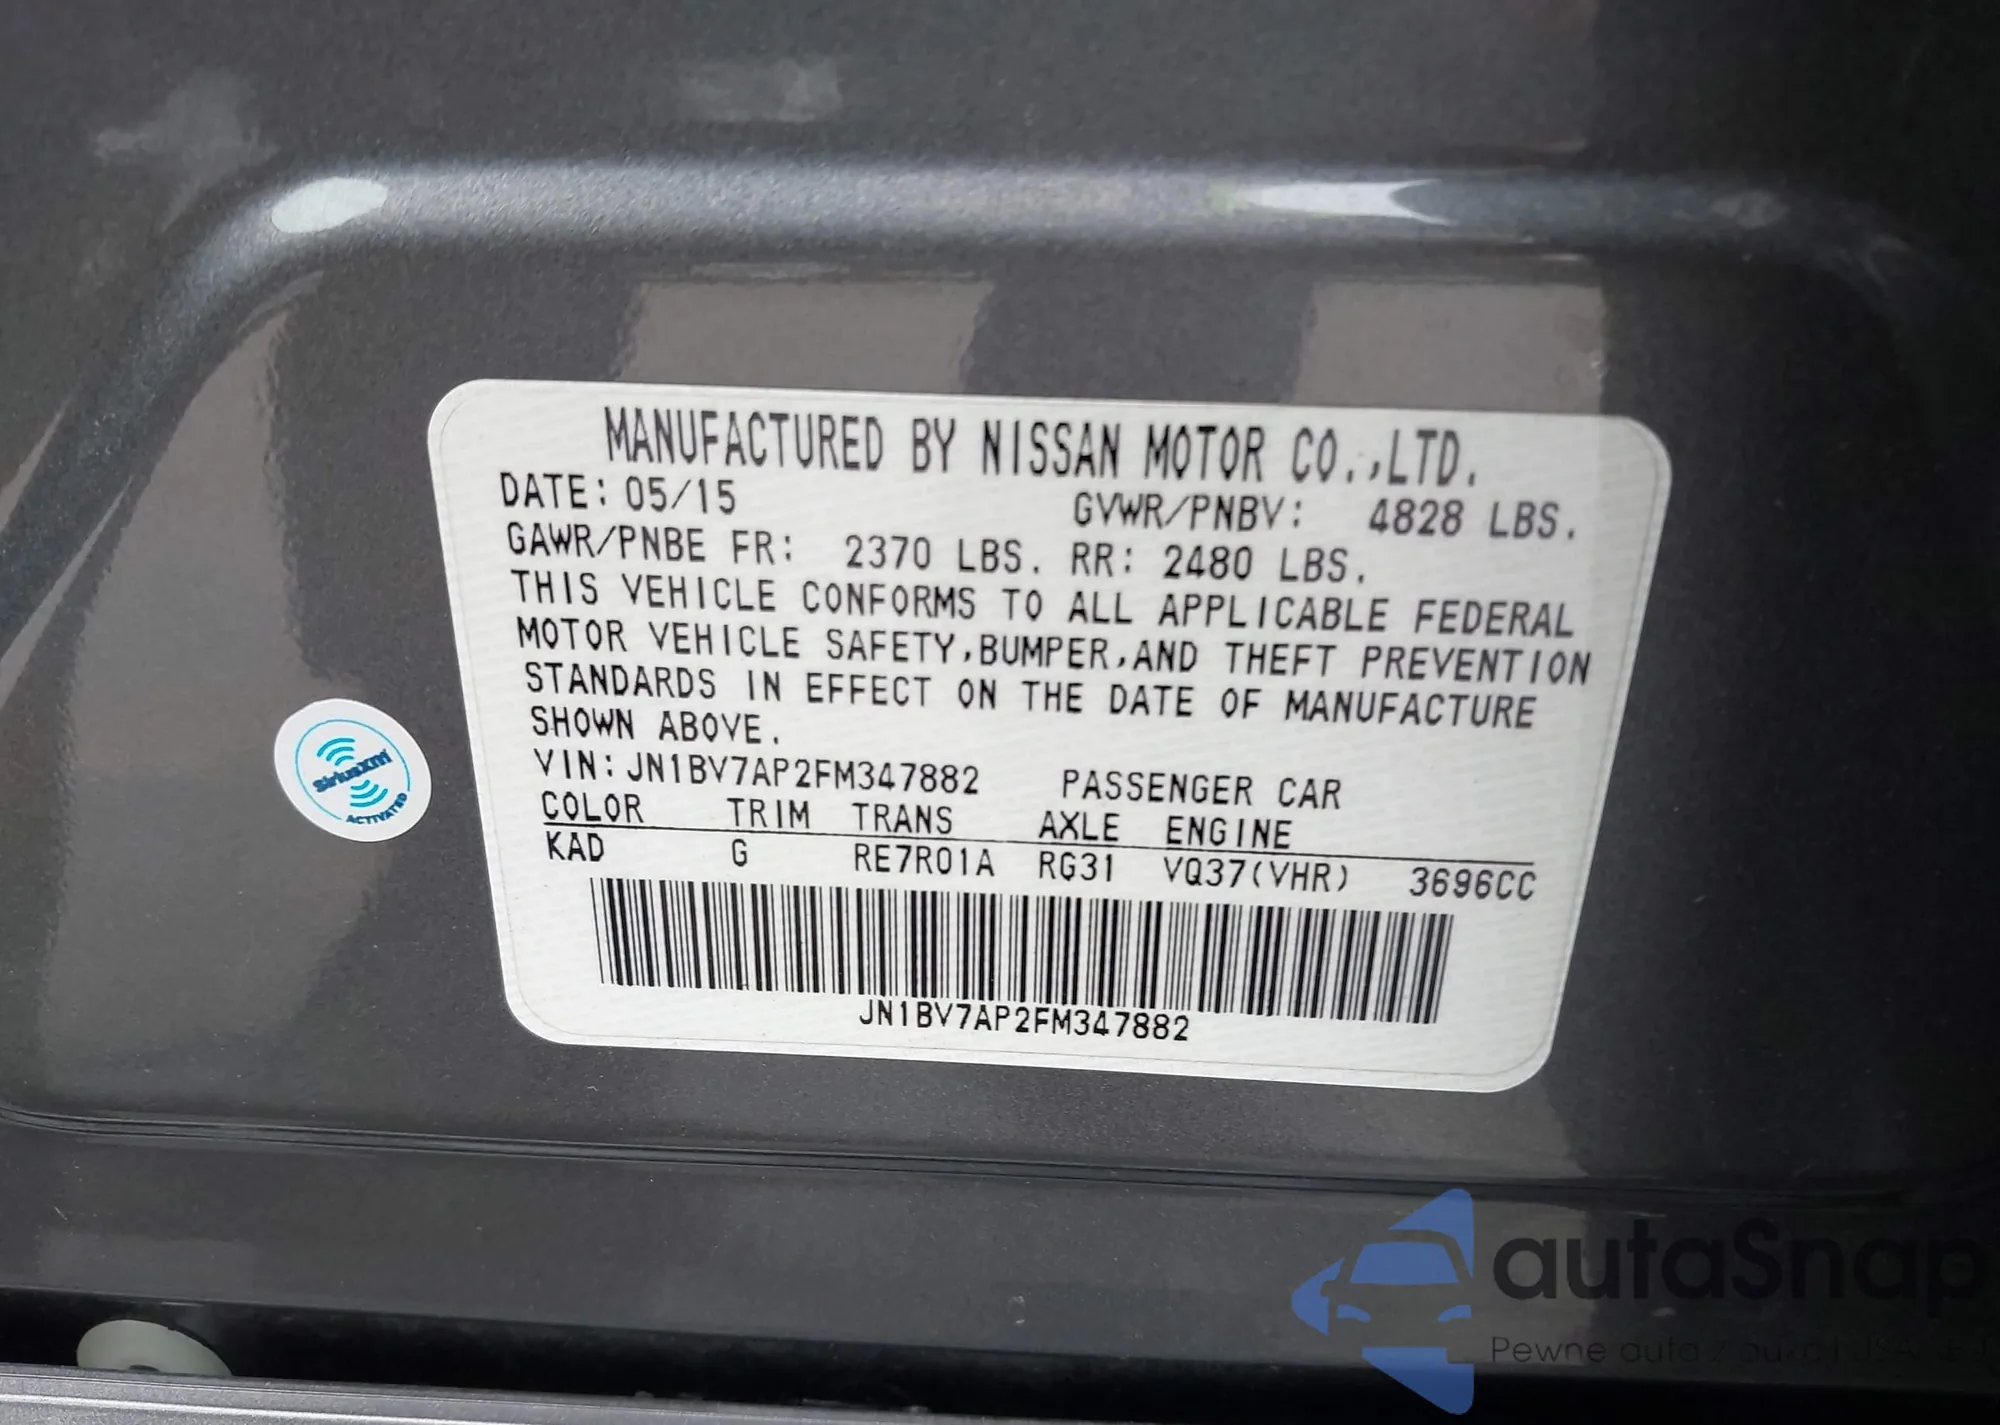 MANUFACTURED BY NISSAN MOTOR CO.,LTD.
DATE: 05/15 GVWR/PNBV: 4828 LBS.
GAWR/PNBE FR: 2370 LBS. RR: 2480 LBS.
THIS VEHICLE CONFORMS TO ALL APPLICABLE FEDERAL
MOTOR VEHICLE SAFETY,BUMPER,AND THEFT PREVENTION
STANDARDS IN EFFECT ON THE DATE OF MANUFACTURE
SHOWN ABOVE.
VIN:JN1BV7AP2FM347882 PASSENGER CAR
COLOR TRIM TRANS AXLE ENGINE
KAD G RE7R01A RG31 VQ37(VHR) 3696CC
JN1BV7AP2FM347882
SiriusXM
ACTIVATED
autaSnap
Pewne auta z